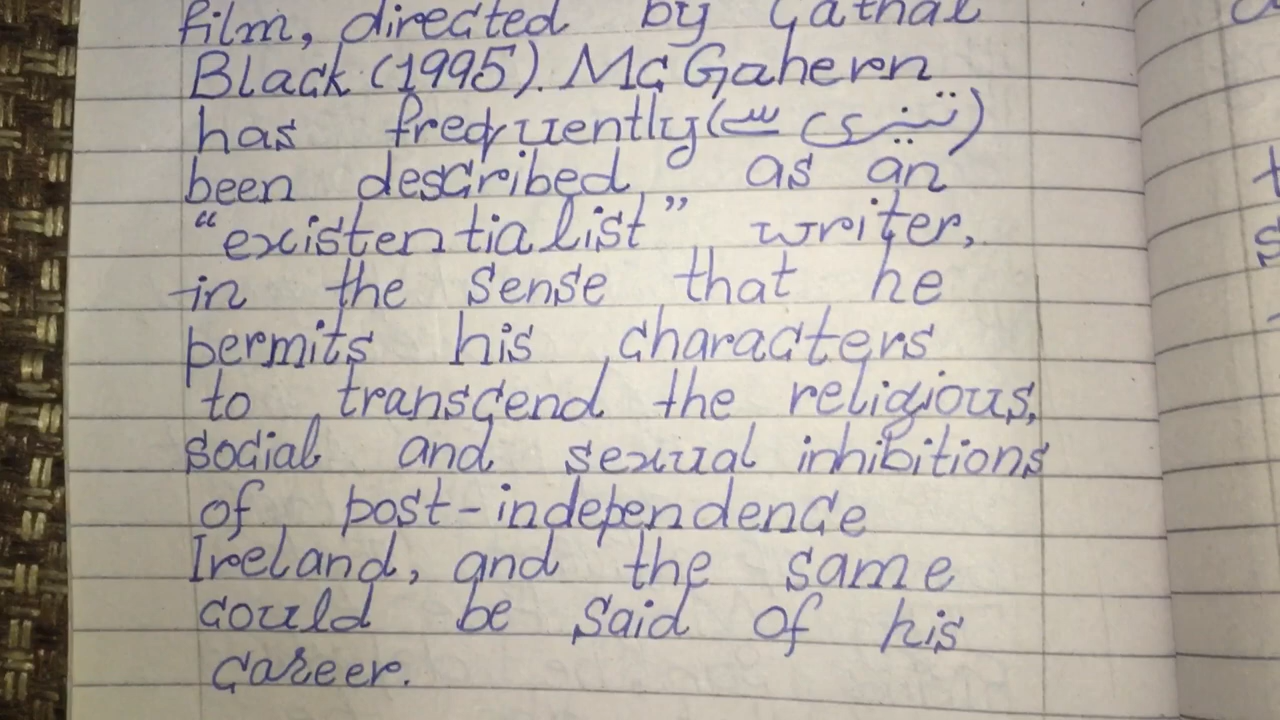 film, directed by Cathal
Black (1995). McGahern
has frequently (تیزی سے)
been described as an
“existentialist” writer,
in the sense that he
permits his characters
to transcend the religious,
social and sexual inhibitions
of post-independence
Ireland, and the same
could be said of his
career.